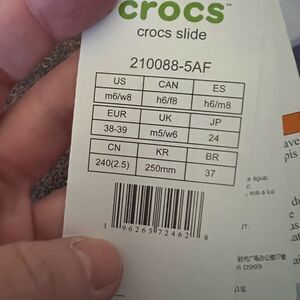 crocs™
crocs slide
210088-5AF
US CAN ES
m6/w8 h6/f8 h6/m8
EUR UK JP
38-39 m5/w6 24
CN KR BR
240(2.5) 250mm 37
1 96265 72462 8